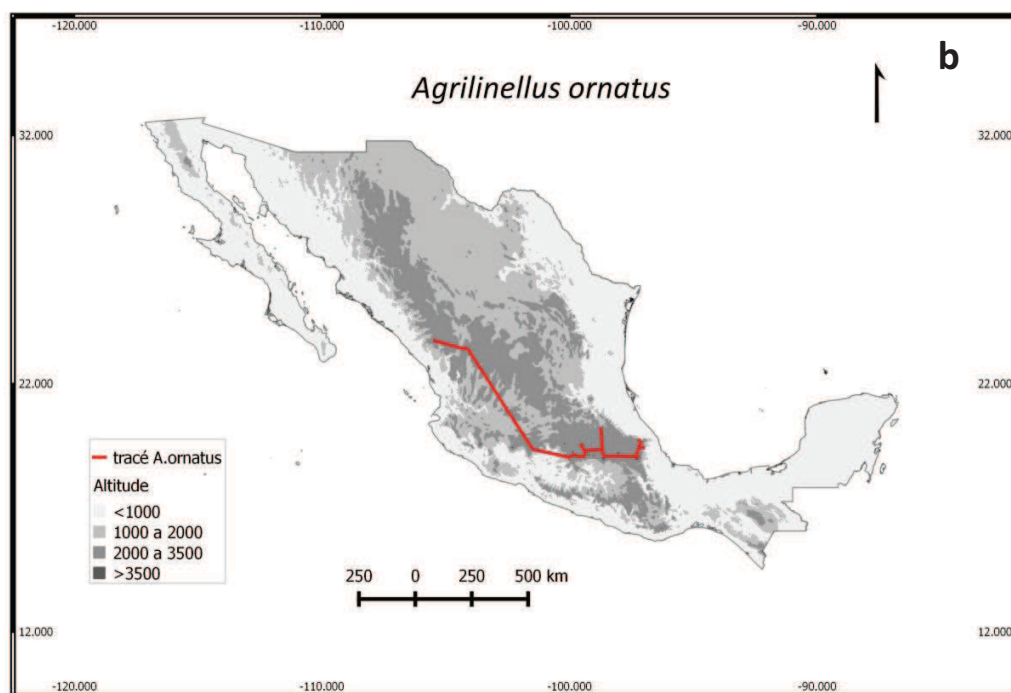 -120.000 -110.000 -100.000 -90.000
b
Agrilinellus ornatus
32.000 32.000
22.000 22.000
tracé A.ornatus
Altitude
<1000
1000 a 2000
2000 a 3500
>3500
250 0 250 500 km
12.000 12.000
-120.000 -110.000 -100.000 -90.000